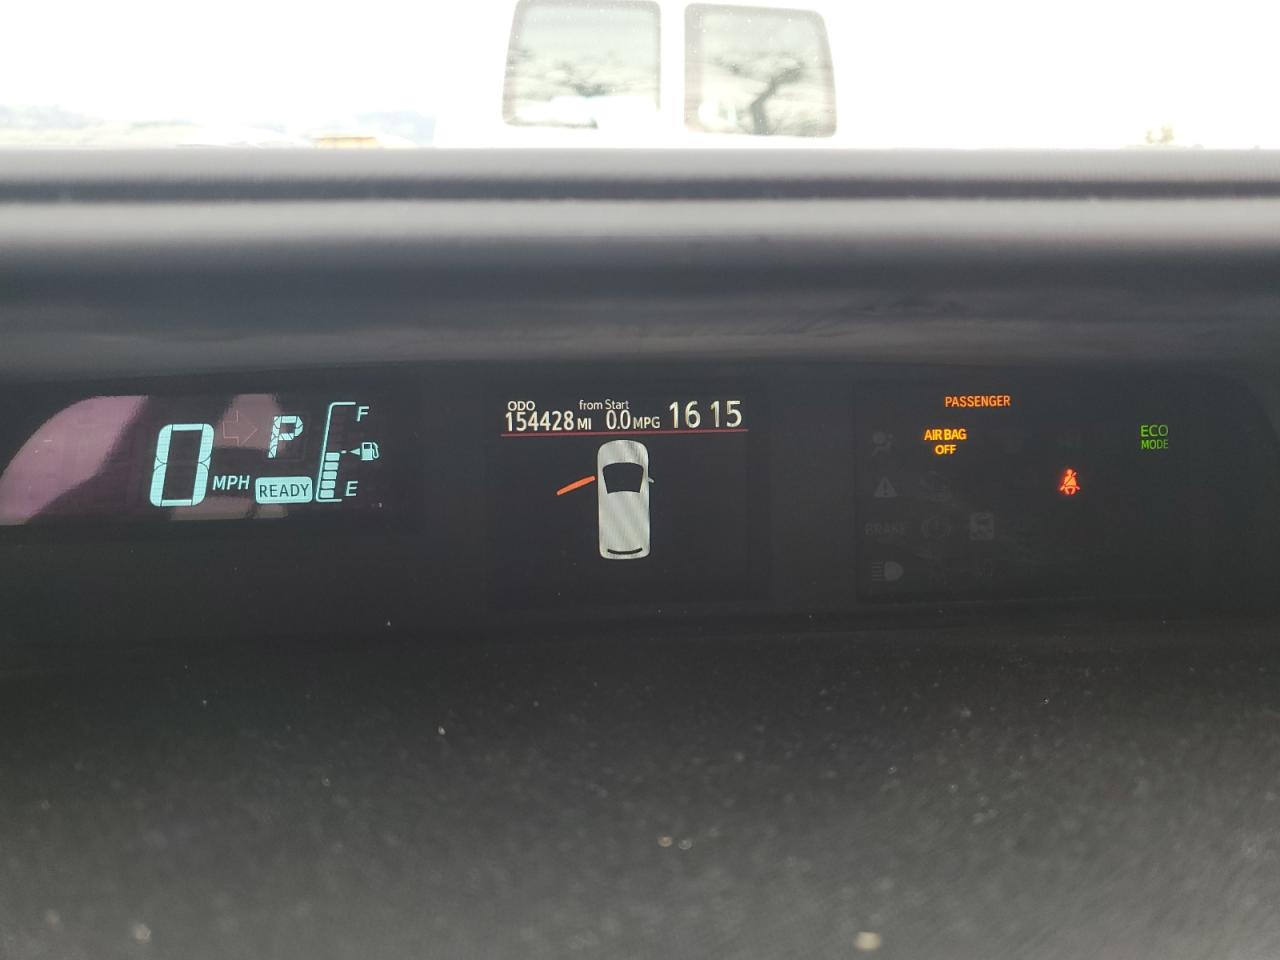 0 MPH
P
READY
F
E
ODO
154428 MI
from Start
0.0 MPG
16 15
PASSENGER
AIR BAG
OFF
ECO
MODE
BRAKE